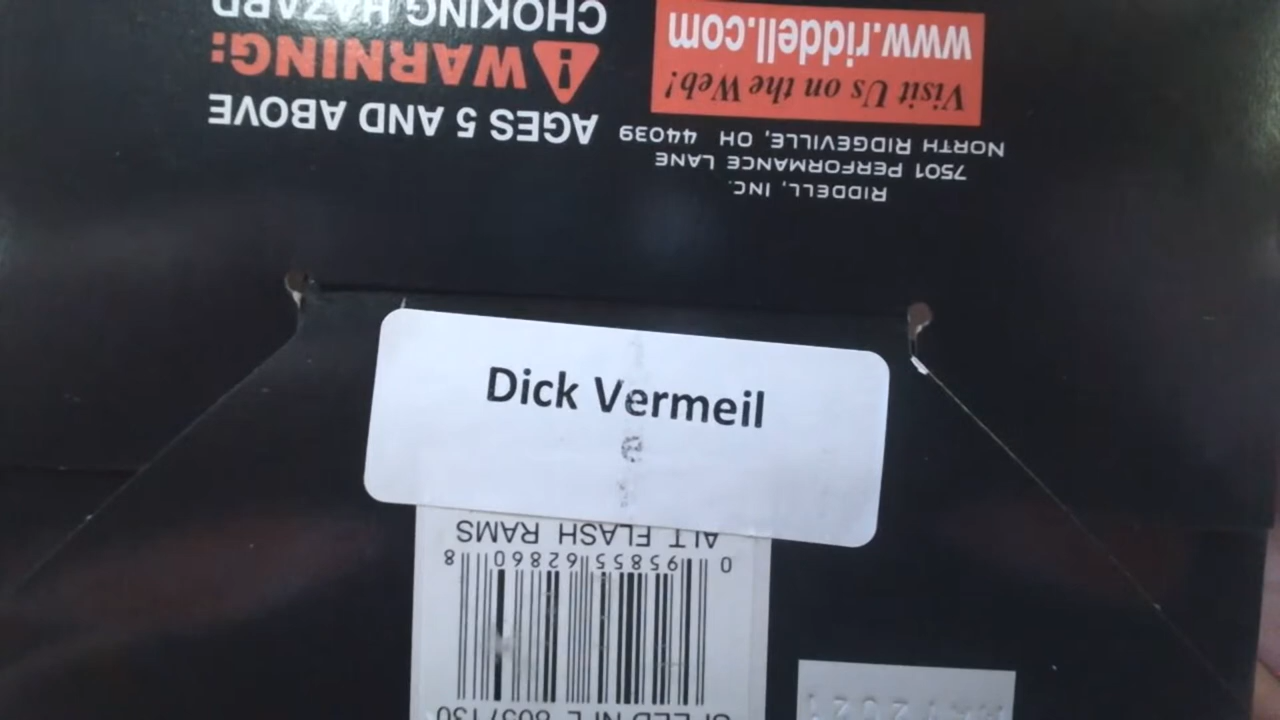 Dick Vermeil
ALT FLASH RAMS
0 95855 62860 8
RIDDELL, INC.
7501 PERFORMANCE LANE
NORTH RIDGEVILLE, OH 44039
Visit Us on the Web!
www.riddell.com
AGES 5 AND ABOVE
WARNING:
CHOKING HAZARD